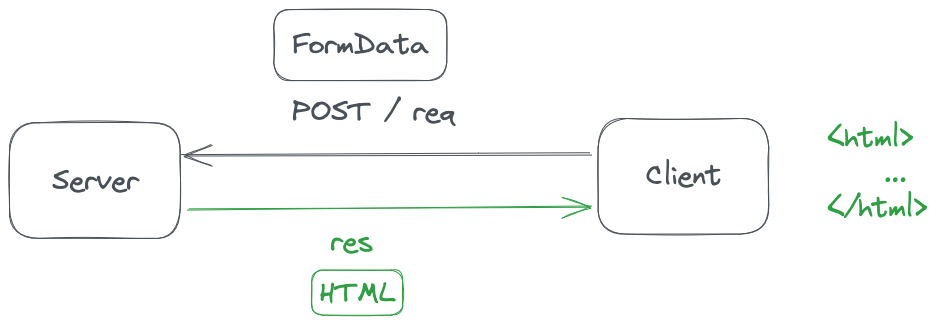 FormData
POST / req
Server
Client
<html>
...
</html>
res
HTML